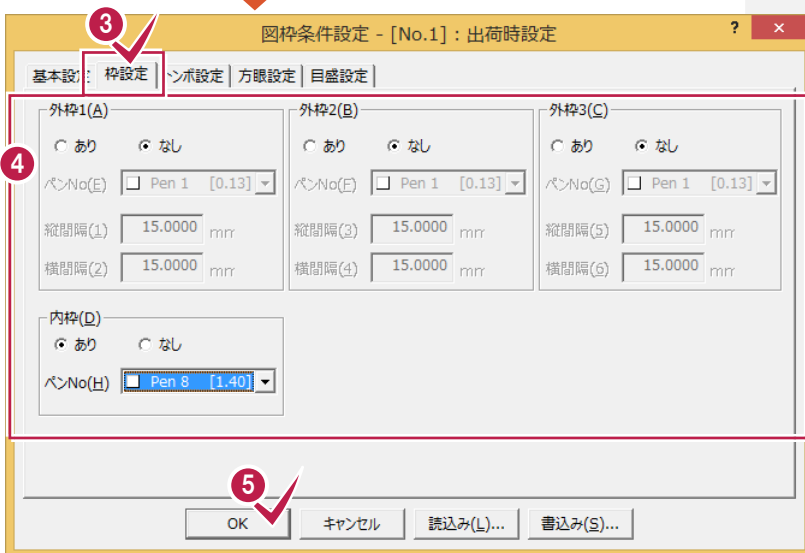 3
図枠条件設定 - [No.1] : 出荷時設定 ? ×
基本設定 枠設定 トンボ設定 方眼設定 目盛設定
4
外枠1(A) 外枠2(B) 外枠3(C)
あり なし あり なし あり なし
ペンNo(E) Pen 1 [0.13] ペンNo(F) Pen 1 [0.13] ペンNo(G) Pen 1 [0.13]
縦間隔(1) 15.0000 mm 縦間隔(3) 15.0000 mm 縦間隔(5) 15.0000 mm
横間隔(2) 15.0000 mm 横間隔(4) 15.0000 mm 横間隔(6) 15.0000 mm
内枠(D)
あり なし
ペンNo(H) Pen 8 [1.40]
5
OK キャンセル 読込み(L)... 書込み(S)...